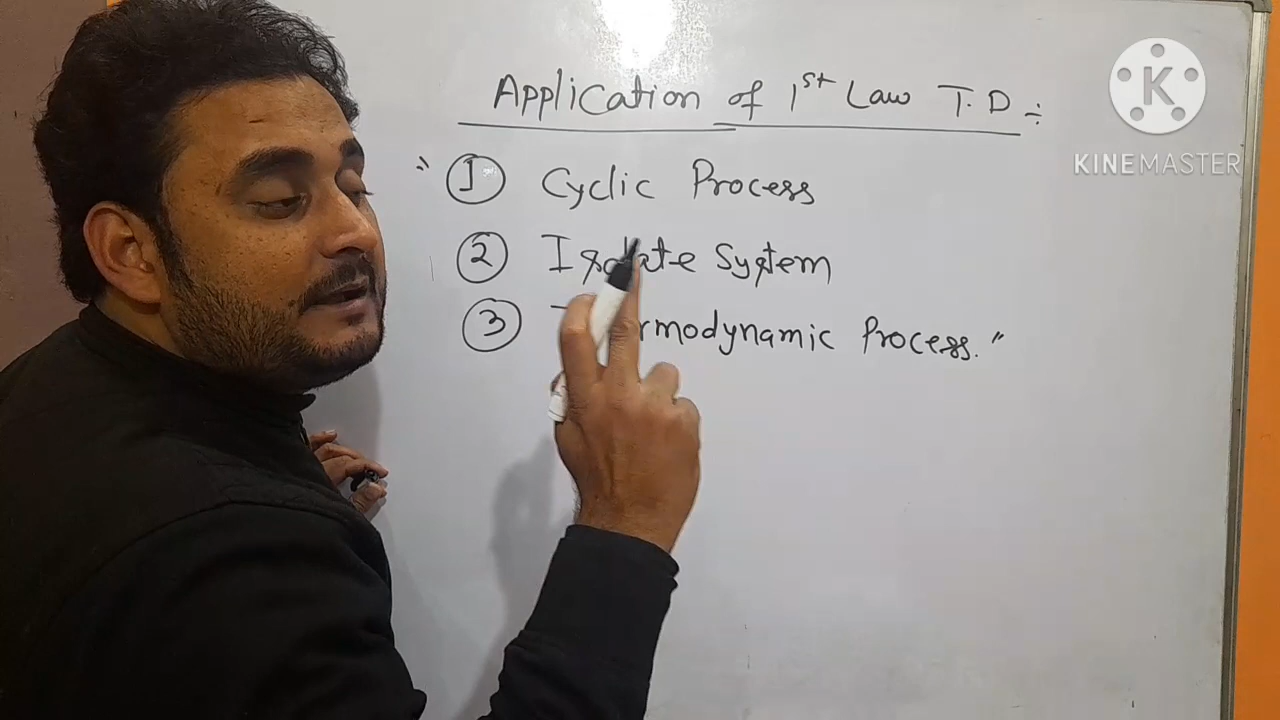 Application of 1st Law T.D ÷
" ① Cyclic Process
② Isolate System
③ Thermodynamic Process. "
K
KINEMASTER